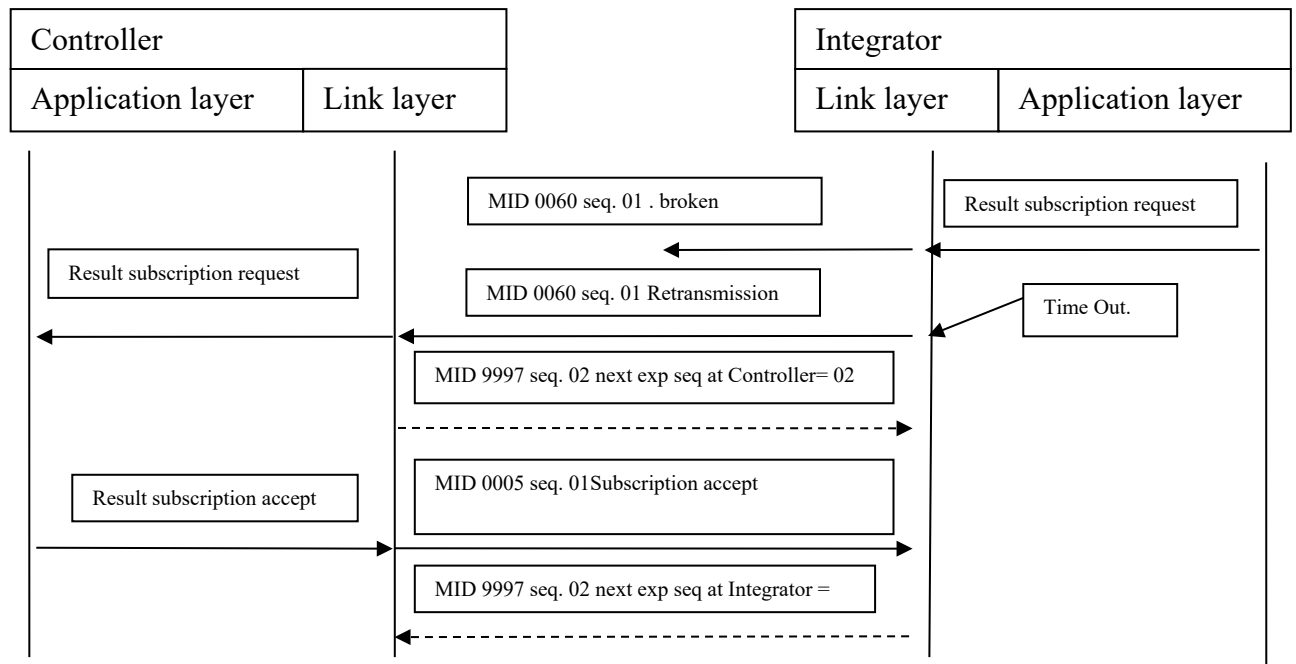 Controller
Integrator
Application layer
Link layer
Link layer
Application layer
MID 0060 seq. 01 . broken
Result subscription request
Result subscription request
MID 0060 seq. 01 Retransmission
Time Out.
MID 9997 seq. 02 next exp seq at Controller= 02
Result subscription accept
MID 0005 seq. 01Subscription accept
MID 9997 seq. 02 next exp seq at Integrator =